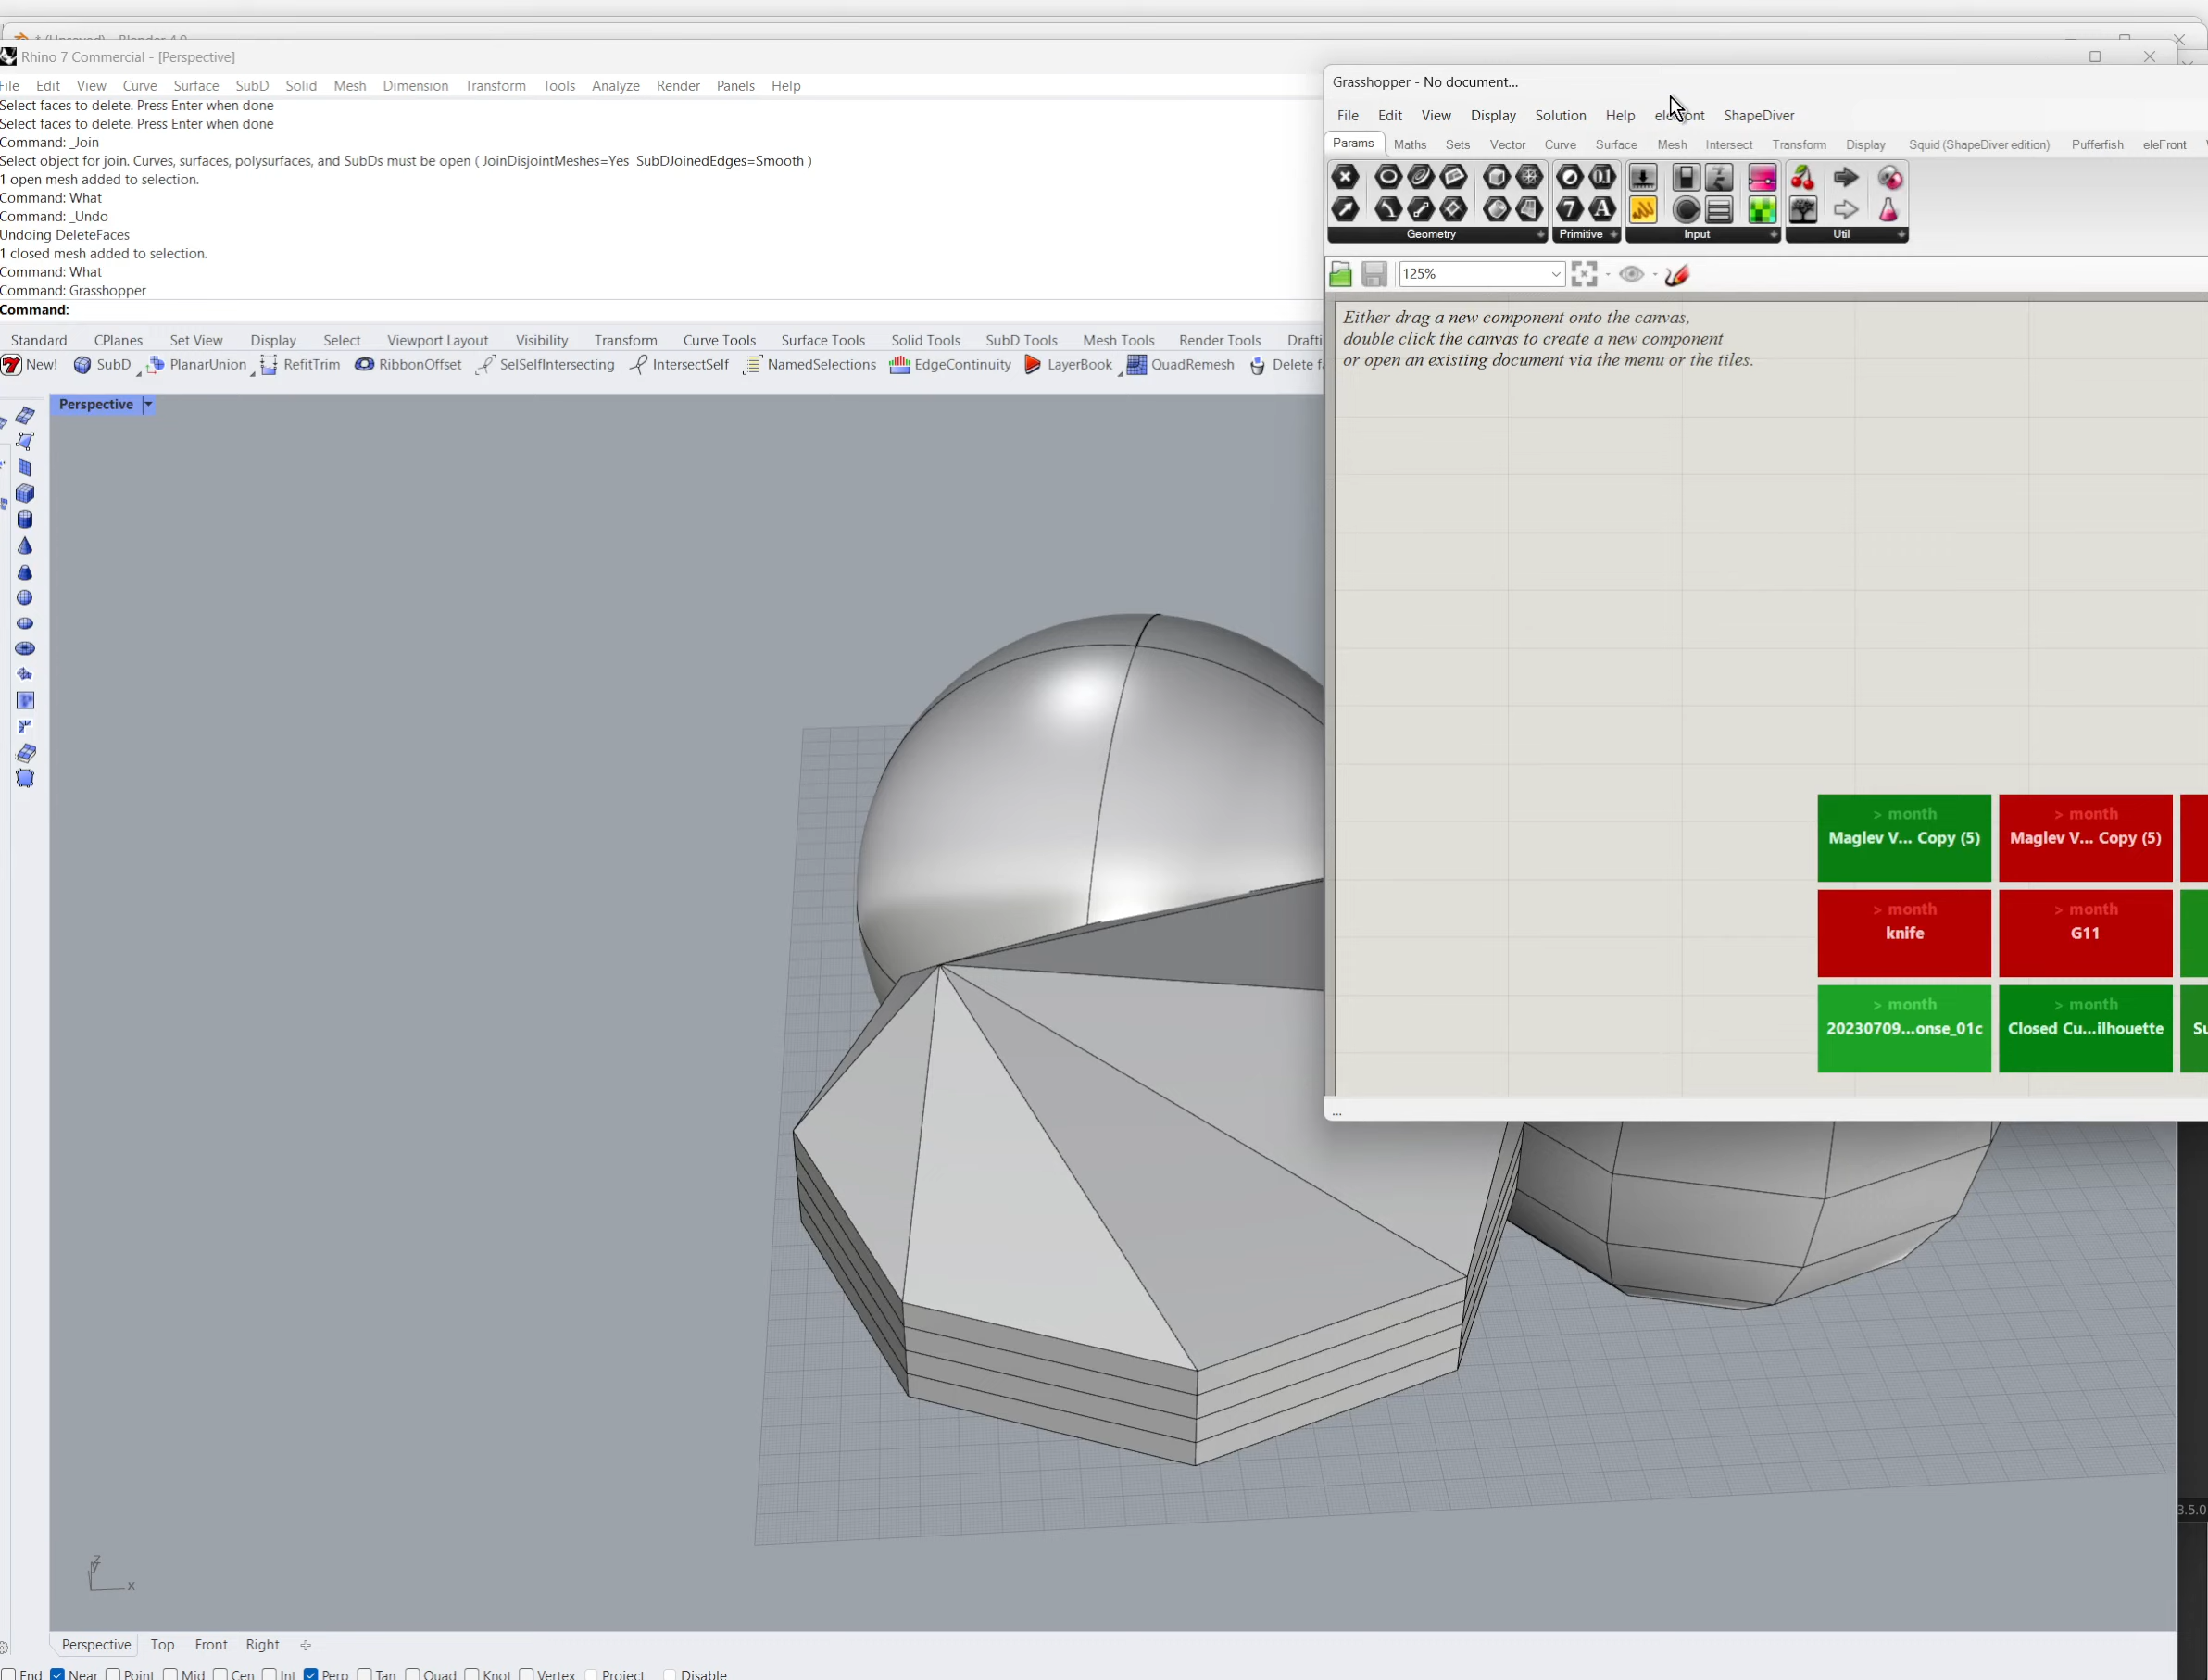 Rhino 7 Commercial - [Perspective]
File Edit View Curve Surface SubD Solid Mesh Dimension Transform Tools Analyze Render Panels Help
Select faces to delete. Press Enter when done
Select faces to delete. Press Enter when done
Command: _Join
Select object for join. Curves, surfaces, polysurfaces, and SubDs must be open ( JoinDisjointMeshes=Yes SubDJoinedEdges=Smooth )
1 open mesh added to selection.
Command: What
Command: _Undo
Undoing DeleteFaces
1 closed mesh added to selection.
Command: What
Command: Grasshopper
Command:
Standard CPlanes Set View Display Select Viewport Layout Visibility Transform Curve Tools Surface Tools Solid Tools SubD Tools Mesh Tools Render Tools Drafti
New! SubD PlanarUnion RefitTrim RibbonOffset SelSelfIntersecting IntersectSelf NamedSelections EdgeContinuity LayerBook QuadRemesh Delete fa
Perspective
Grasshopper - No document...
File Edit View Display Solution Help ShapeDiver
Params Maths Sets Vector Curve Surface Mesh Intersect Transform Display Squid (ShapeDiver edition) Pufferfish eleFront
Geometry Primitive Input Util
125%
Either drag a new component onto the canvas,
double click the canvas to create a new component
or open an existing document via the menu or the tiles.
> month
Maglev V... Copy (5)
> month
Maglev V... Copy (5)
> month
knife
> month
G11
> month
20230709...onse_01c
> month
Closed Cu...ilhouette
Su
...
3.5.0
z
y
x
Perspective Top Front Right
End Near Point Mid Cen Int Perp Tan Quad Knot Vertex Project Disable